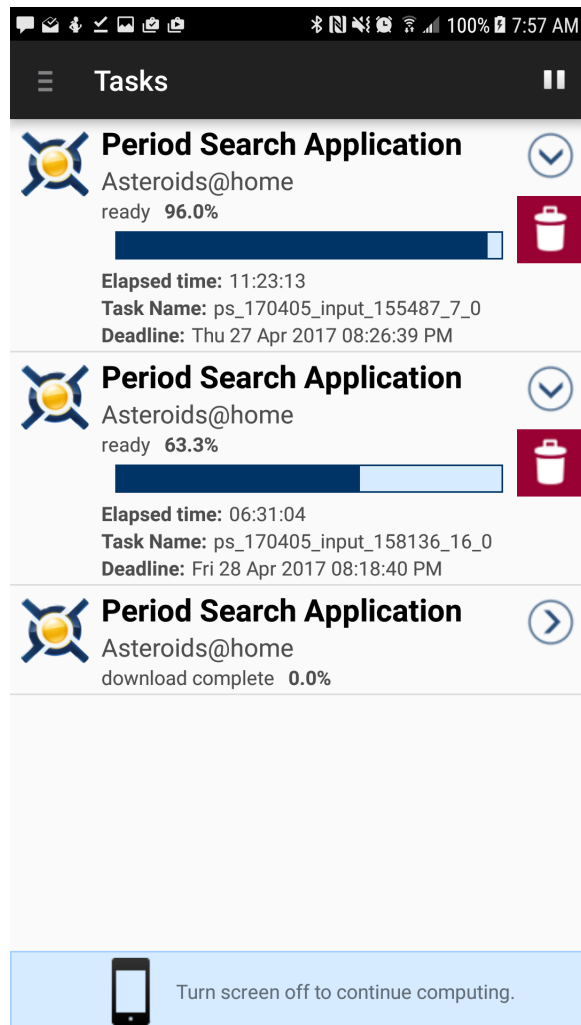 100% 7:57 AM
Tasks
Period Search Application
Asteroids@home
ready 96.0%
Elapsed time: 11:23:13
Task Name: ps_170405_input_155487_7_0
Deadline: Thu 27 Apr 2017 08:26:39 PM
Period Search Application
Asteroids@home
ready 63.3%
Elapsed time: 06:31:04
Task Name: ps_170405_input_158136_16_0
Deadline: Fri 28 Apr 2017 08:18:40 PM
Period Search Application
Asteroids@home
download complete 0.0%
Turn screen off to continue computing.